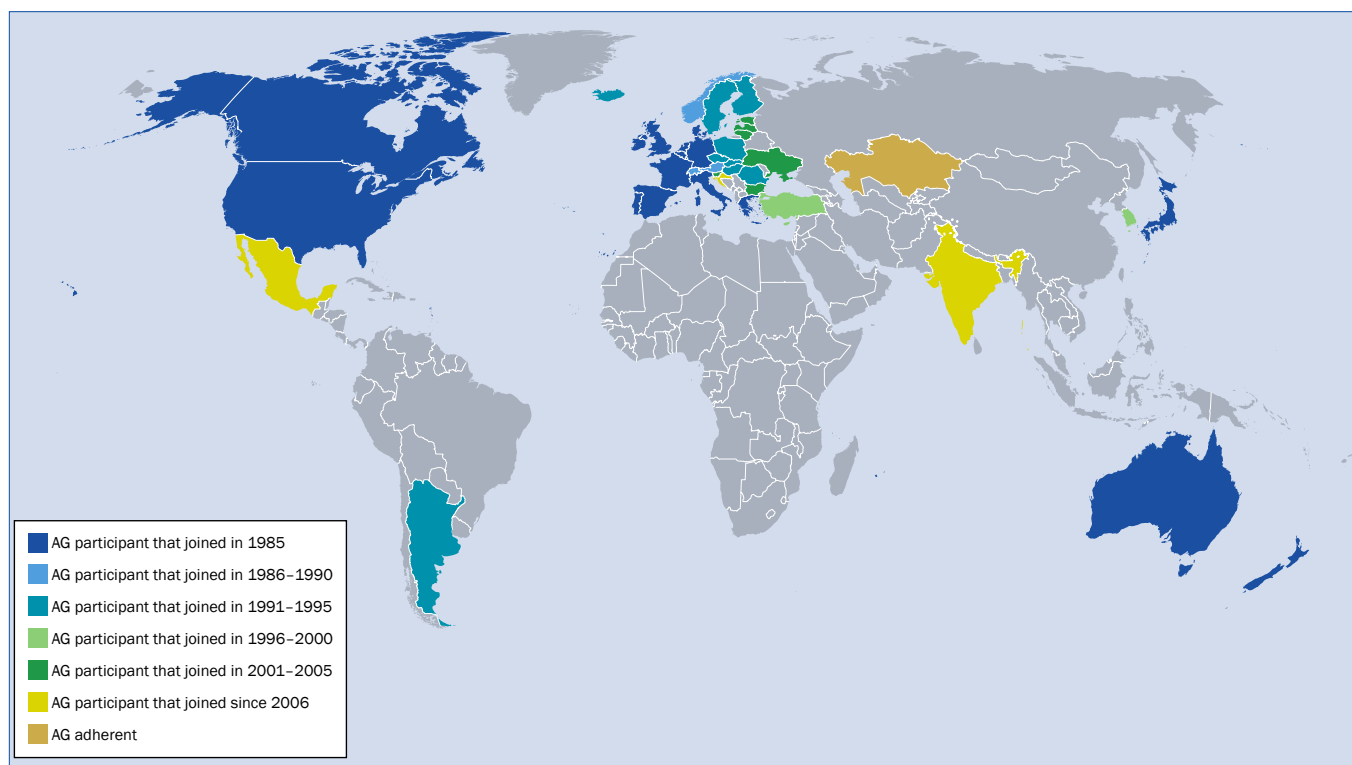 AG participant that joined in 1985
AG participant that joined in 1986–1990
AG participant that joined in 1991–1995
AG participant that joined in 1996–2000
AG participant that joined in 2001–2005
AG participant that joined since 2006
AG adherent